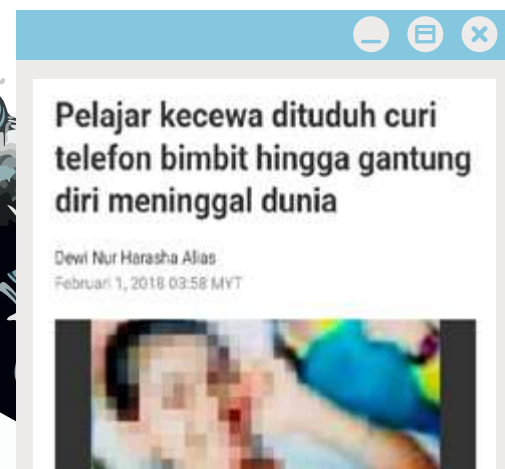 Pelajar kecewa dituduh curi
telefon bimbit hingga gantung
diri meninggal dunia
Dewi Nur Harasha Alias
Februari 1, 2018 03:58 MYT